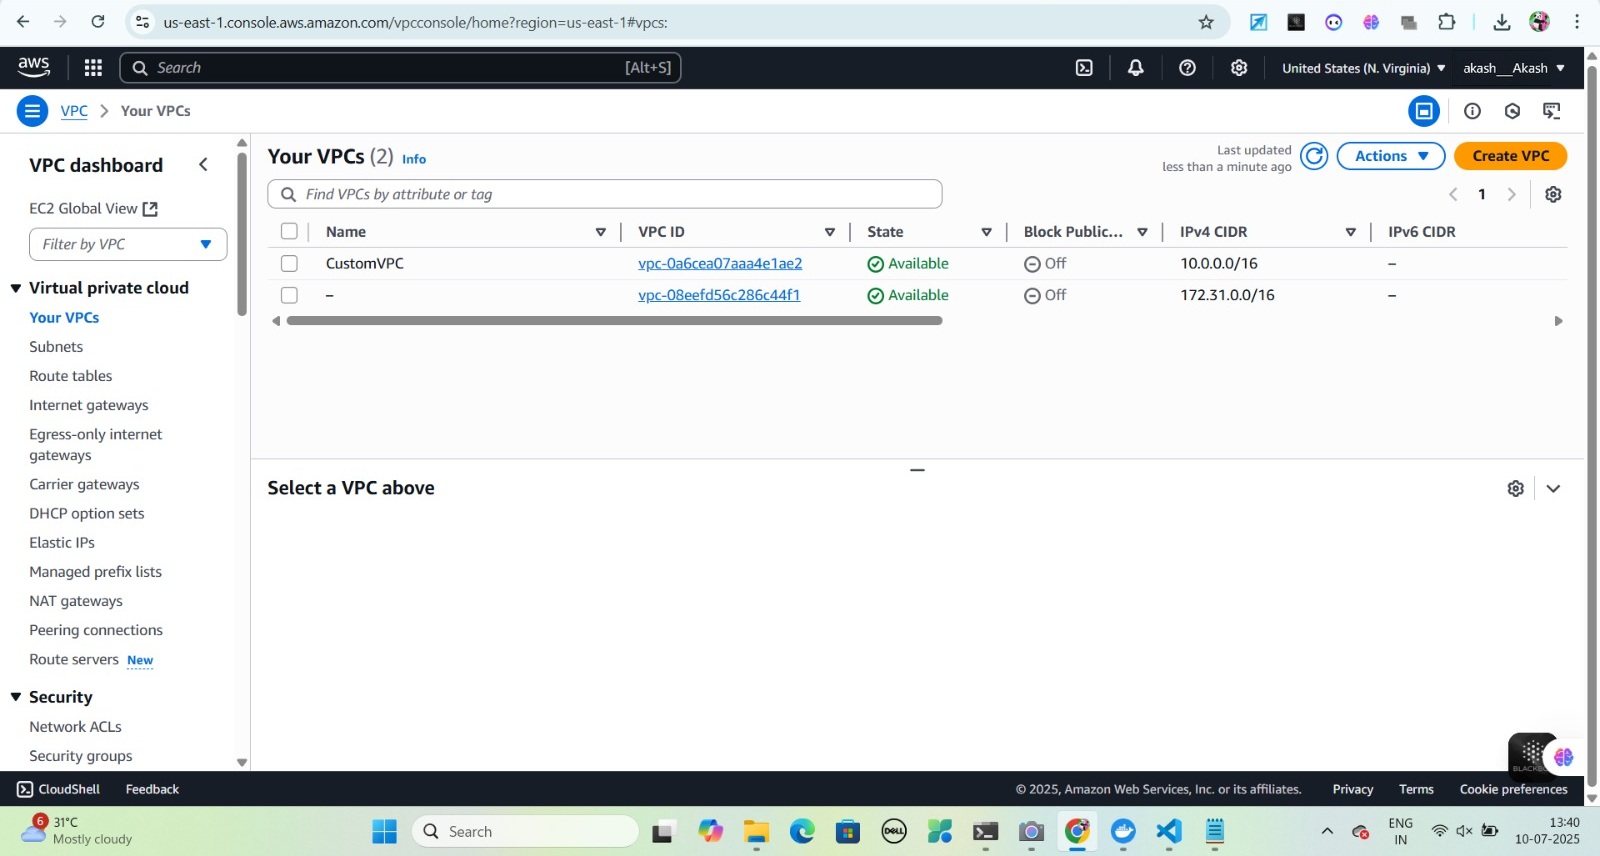 us-east-1.console.aws.amazon.com/vpcconsole/home?region=us-east-1#vpcs:
aws
Search
[Alt+S]
United States (N. Virginia)
akash__Akash
VPC
Your VPCs
VPC dashboard
EC2 Global View
Filter by VPC
Virtual private cloud
Your VPCs
Subnets
Route tables
Internet gateways
Egress-only internet
gateways
Carrier gateways
DHCP option sets
Elastic IPs
Managed prefix lists
NAT gateways
Peering connections
Route servers New
Security
Network ACLs
Security groups
Your VPCs (2) Info
Last updated
less than a minute ago
Actions
Create VPC
Find VPCs by attribute or tag
1
Name VPC ID State Block Public... IPv4 CIDR IPv6 CIDR
CustomVPC vpc-0a6cea07aaa4e1ae2 Available Off 10.0.0.0/16 –
– vpc-08eefd56c286c44f1 Available Off 172.31.0.0/16 –
Select a VPC above
CloudShell Feedback © 2025, Amazon Web Services, Inc. or its affiliates. Privacy Terms Cookie preferences
6
31°C
Mostly cloudy
Search
DELL
ENG
IN
13:40
10-07-2025